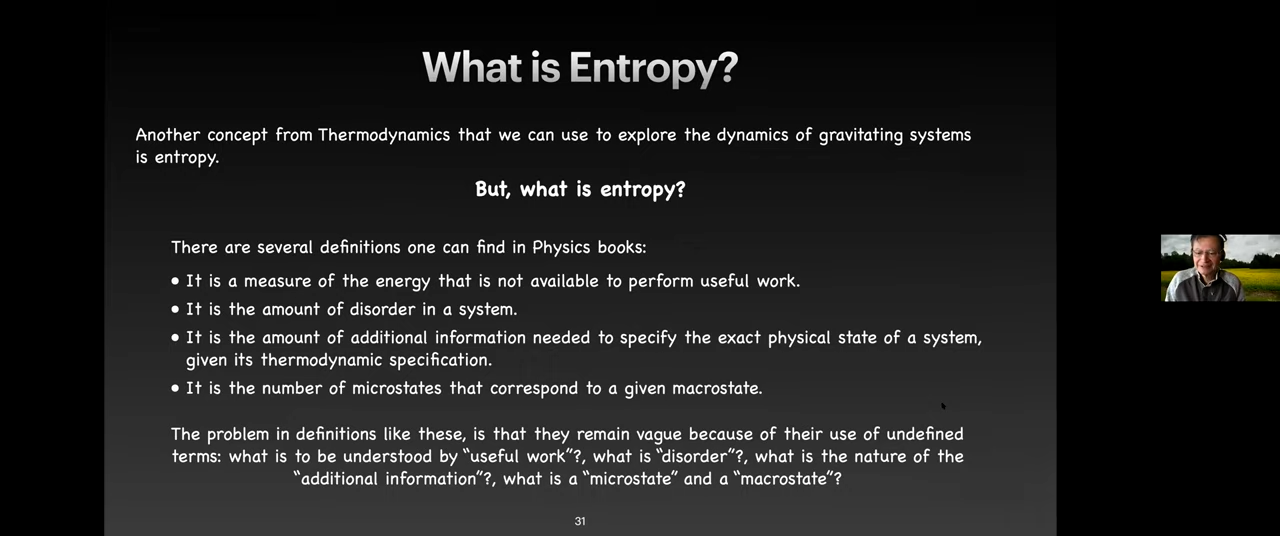 What is Entropy?
Another concept from Thermodynamics that we can use to explore the dynamics of gravitating systems
is entropy.
But, what is entropy?
There are several definitions one can find in Physics books:
• It is a measure of the energy that is not available to perform useful work.
• It is the amount of disorder in a system.
• It is the amount of additional information needed to specify the exact physical state of a system,
given its thermodynamic specification.
• It is the number of microstates that correspond to a given macrostate.
The problem in definitions like these, is that they remain vague because of their use of undefined
terms: what is to be understood by “useful work”?, what is “disorder”?, what is the nature of the
“additional information”?, what is a “microstate” and a “macrostate”?
31